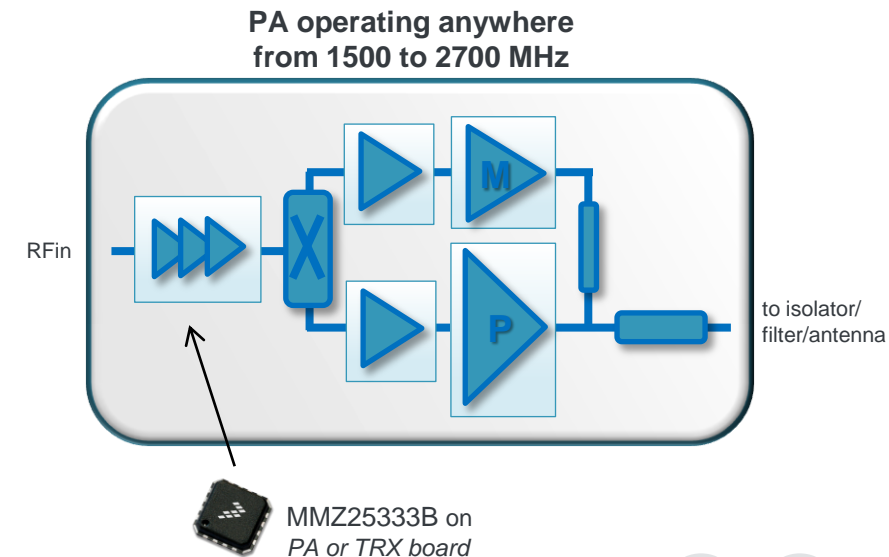 PA operating anywhere
from 1500 to 2700 MHz
M
RFin
P
to isolator/
filter/antenna
MMZ25333B on
PA or TRX board